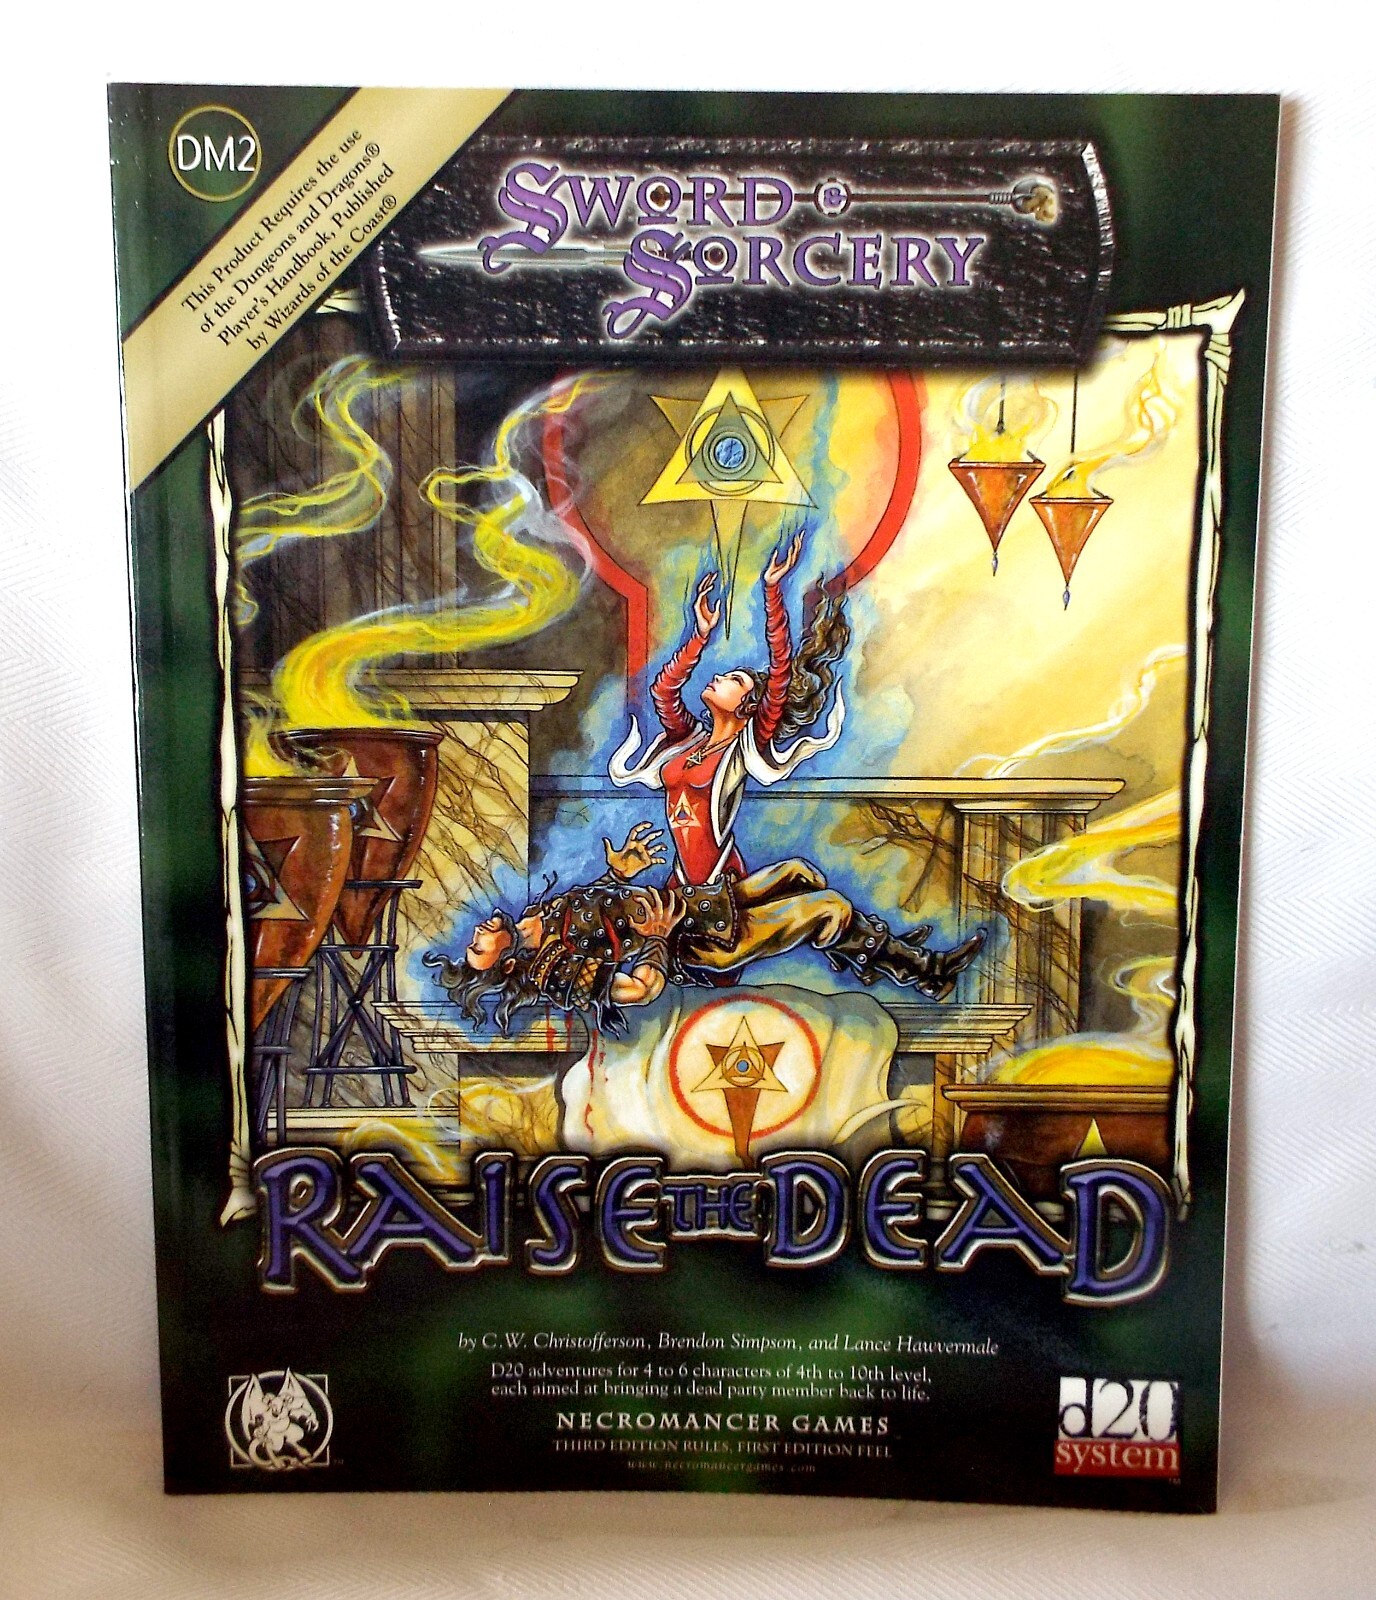 DM2
This Product Requires the use
of the Dungeons and Dragons®
Player's Handbook, Published
by Wizards of the Coast®
SWORD &
SORCERY
RAISE THE DEAD
by C.W. Christofferson, Brendon Simpson, and Lance Hawvermale
D20 adventures for 4 to 6 characters of 4th to 10th level,
each aimed at bringing a dead party member back to life.
NECROMANCER GAMES
THIRD EDITION RULES, FIRST EDITION FEEL
www.necromancergames.com
TM
d20
system
TM